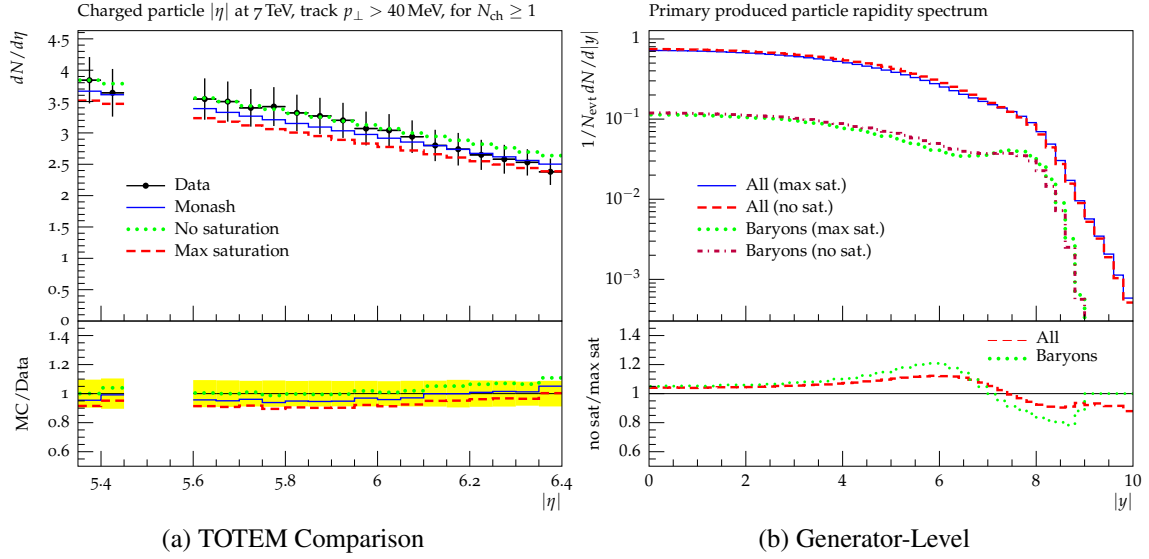 Charged particle |η| at 7 TeV, track p⊥ > 40 MeV, for Nch ≥ 1
dN/dη
4.5
4
3.5
3
2.5
2
1.5
1
0.5
0
Data
Monash
No saturation
Max saturation
MC/Data
1.4
1.2
1
0.8
0.6
5.4 5.6 5.8 6 6.2 6.4
|η|
(a) TOTEM Comparison
Primary produced particle rapidity spectrum
1/Nevt dN/d|y|
1
10⁻¹
10⁻²
10⁻³
All (max sat.)
All (no sat.)
Baryons (max sat.)
Baryons (no sat.)
no sat/max sat
1.4
1.2
1
0.8
0.6
All
Baryons
0 2 4 6 8 10
|y|
(b) Generator-Level